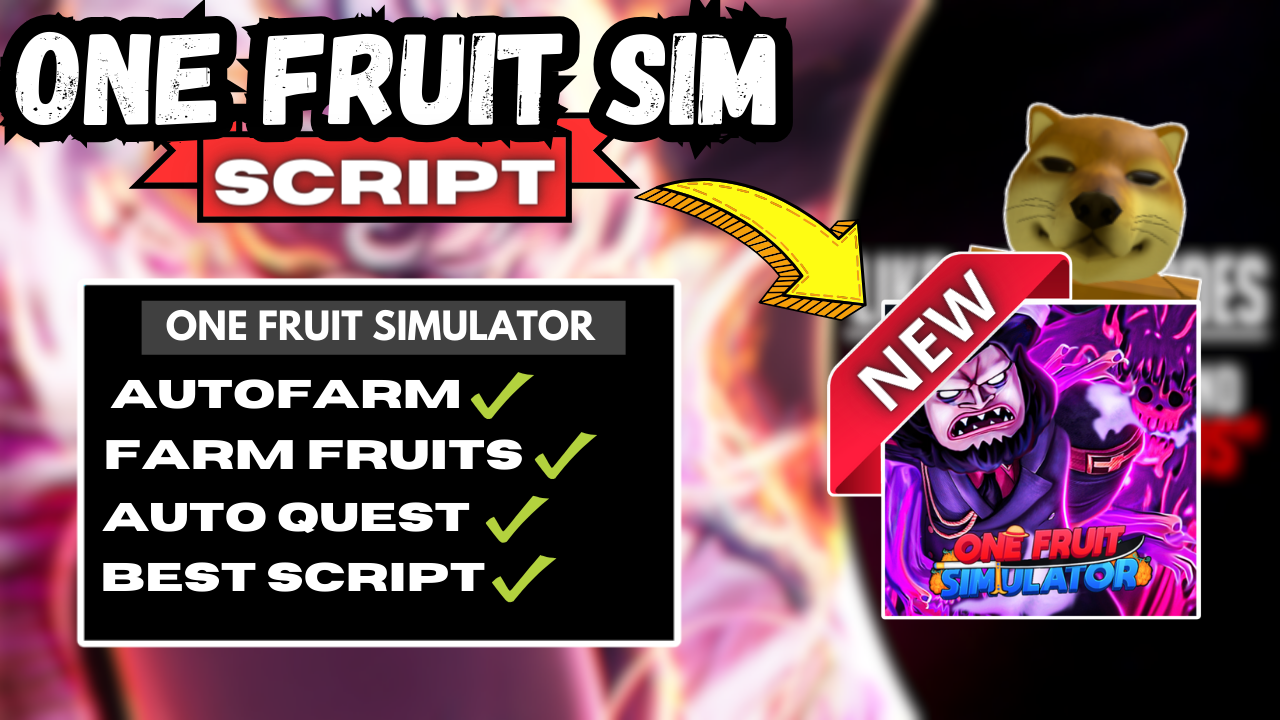 ONE FRUIT SIM
SCRIPT
NEW
ONE FRUIT SIMULATOR
AUTOFARM
FARM FRUITS
AUTO QUEST
BEST SCRIPT
ONE FRUIT
SIMULATOR